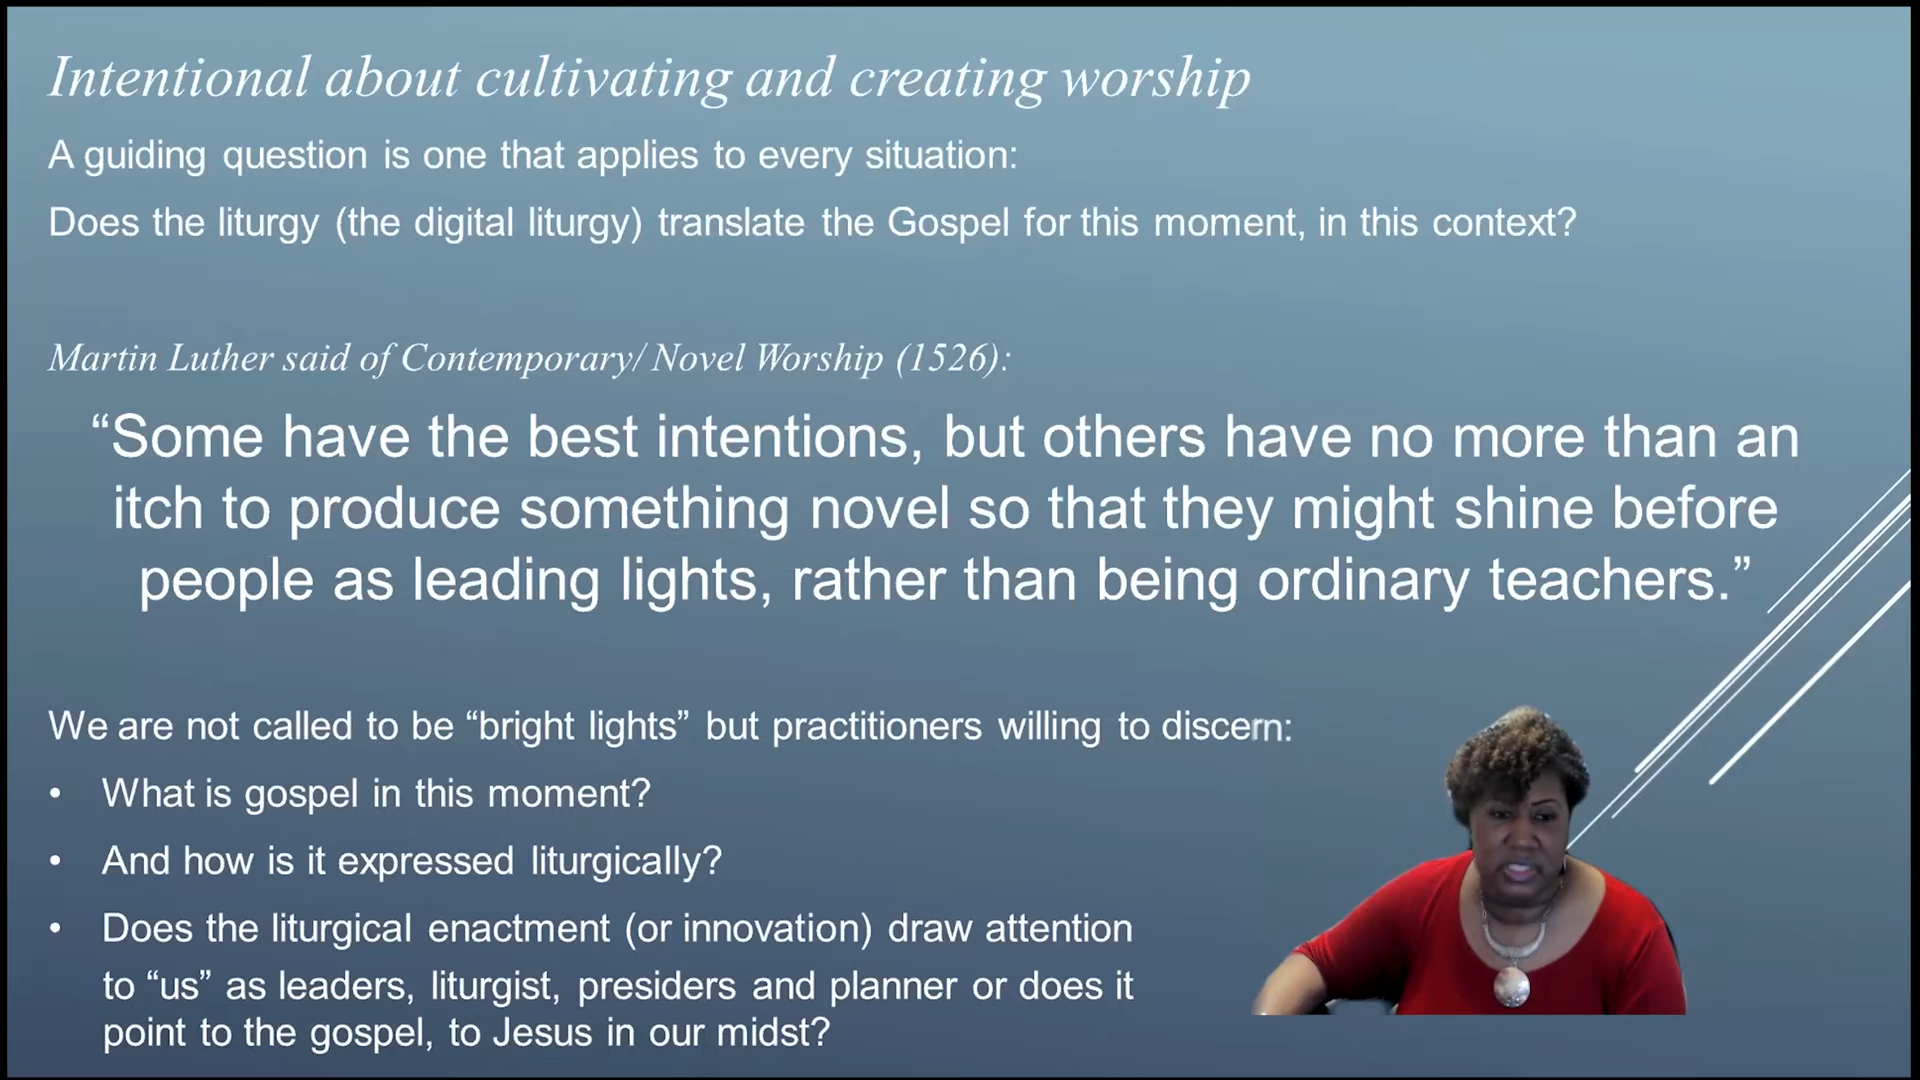 Intentional about cultivating and creating worship
A guiding question is one that applies to every situation:
Does the liturgy (the digital liturgy) translate the Gospel for this moment, in this context?
Martin Luther said of Contemporary/ Novel Worship (1526):
“Some have the best intentions, but others have no more than an
itch to produce something novel so that they might shine before
people as leading lights, rather than being ordinary teachers.”
We are not called to be “bright lights” but practitioners willing to discern:
• What is gospel in this moment?
• And how is it expressed liturgically?
• Does the liturgical enactment (or innovation) draw attention
to “us” as leaders, liturgist, presiders and planner or does it
point to the gospel, to Jesus in our midst?